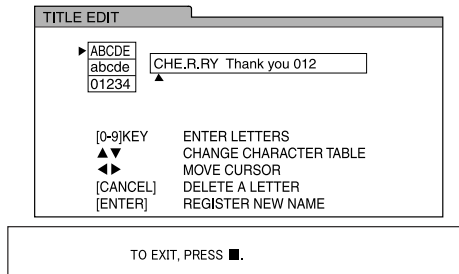 TITLE EDIT
▶ABCDE
abcde
01234
CHE.R.RY Thank you 012
▲
[0-9]KEY ENTER LETTERS
▲▼ CHANGE CHARACTER TABLE
◀▶ MOVE CURSOR
[CANCEL] DELETE A LETTER
[ENTER] REGISTER NEW NAME
TO EXIT, PRESS ■.